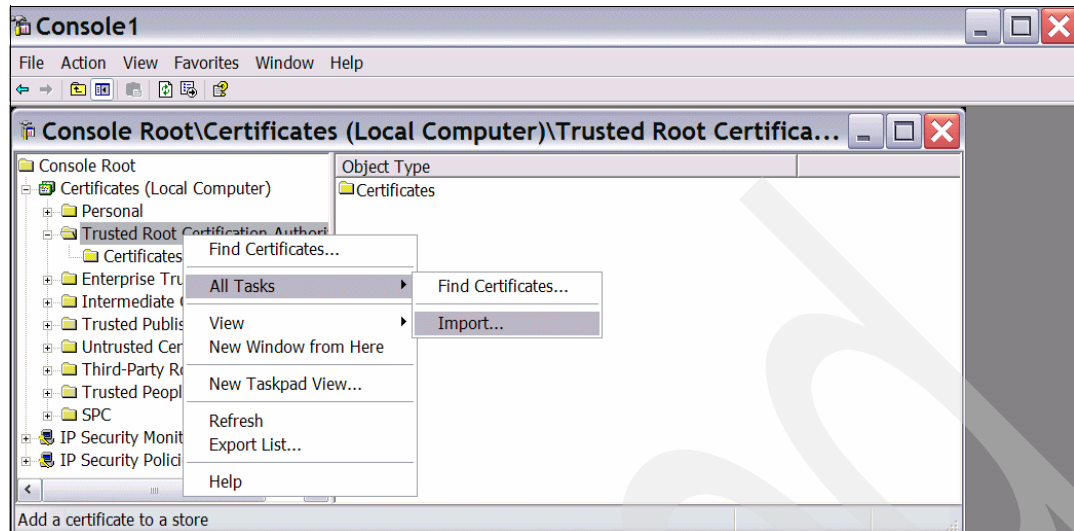 Console1
File Action View Favorites Window Help
Console Root\Certificates (Local Computer)\Trusted Root Certifica...
Console Root
Object Type
Certificates (Local Computer)
Certificates
Personal
Trusted Root Certification Authori
Certificates
Enterprise Tru
Intermediate
Trusted Publis
Untrusted Cer
Third-Party Ro
Trusted Peopl
SPC
IP Security Monit
IP Security Polici
Find Certificates...
All Tasks
View
New Window from Here
New Taskpad View...
Refresh
Export List...
Help
Find Certificates...
Import...
Add a certificate to a store